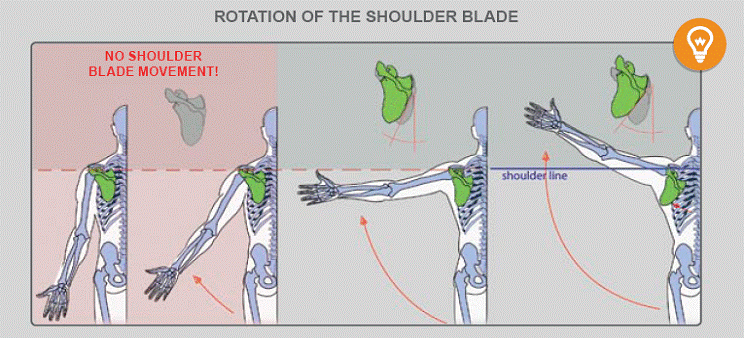 ROTATION OF THE SHOULDER BLADE
NO SHOULDER
BLADE MOVEMENT!
shoulder line